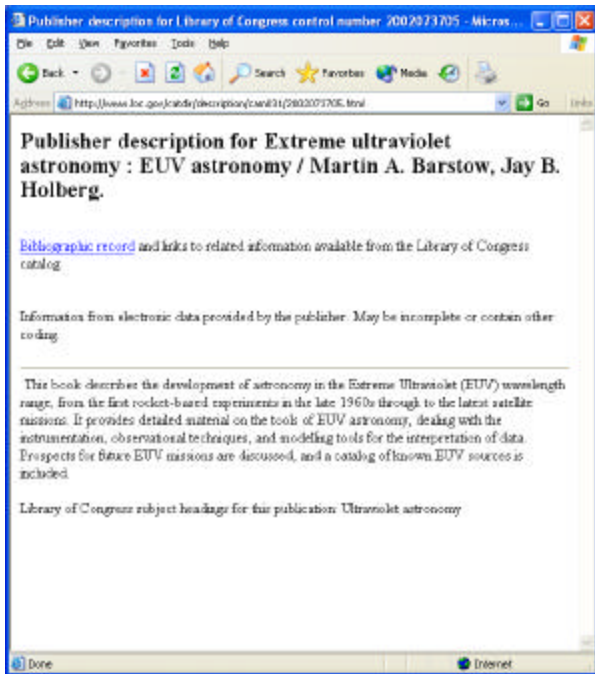 Publisher description for Library of Congress control number 2002073705 - Micros...
File Edit View Favorites Tools Help
Back Search Favorites Media
Address http://www.loc.gov/catdir/description/cam031/2002073705.html Go Links
Publisher description for Extreme ultraviolet
astronomy : EUV astronomy / Martin A. Barstow, Jay B.
Holberg.
Bibliographic record and links to related information available from the Library of Congress
catalog
Information from electronic data provided by the publisher. May be incomplete or contain other
coding.
This book describes the development of astronomy in the Extreme Ultraviolet (EUV) wavelength
range, from the first rocket-based experiments in the late 1960s through to the latest satellite
missions. It provides detailed material on the tools of EUV astronomy, dealing with the
instrumentation, observational techniques, and modelling tools for the interpretation of data.
Prospects for future EUV missions are discussed, and a catalog of known EUV sources is
included.
Library of Congress subject headings for this publication: Ultraviolet astronomy
Done Internet